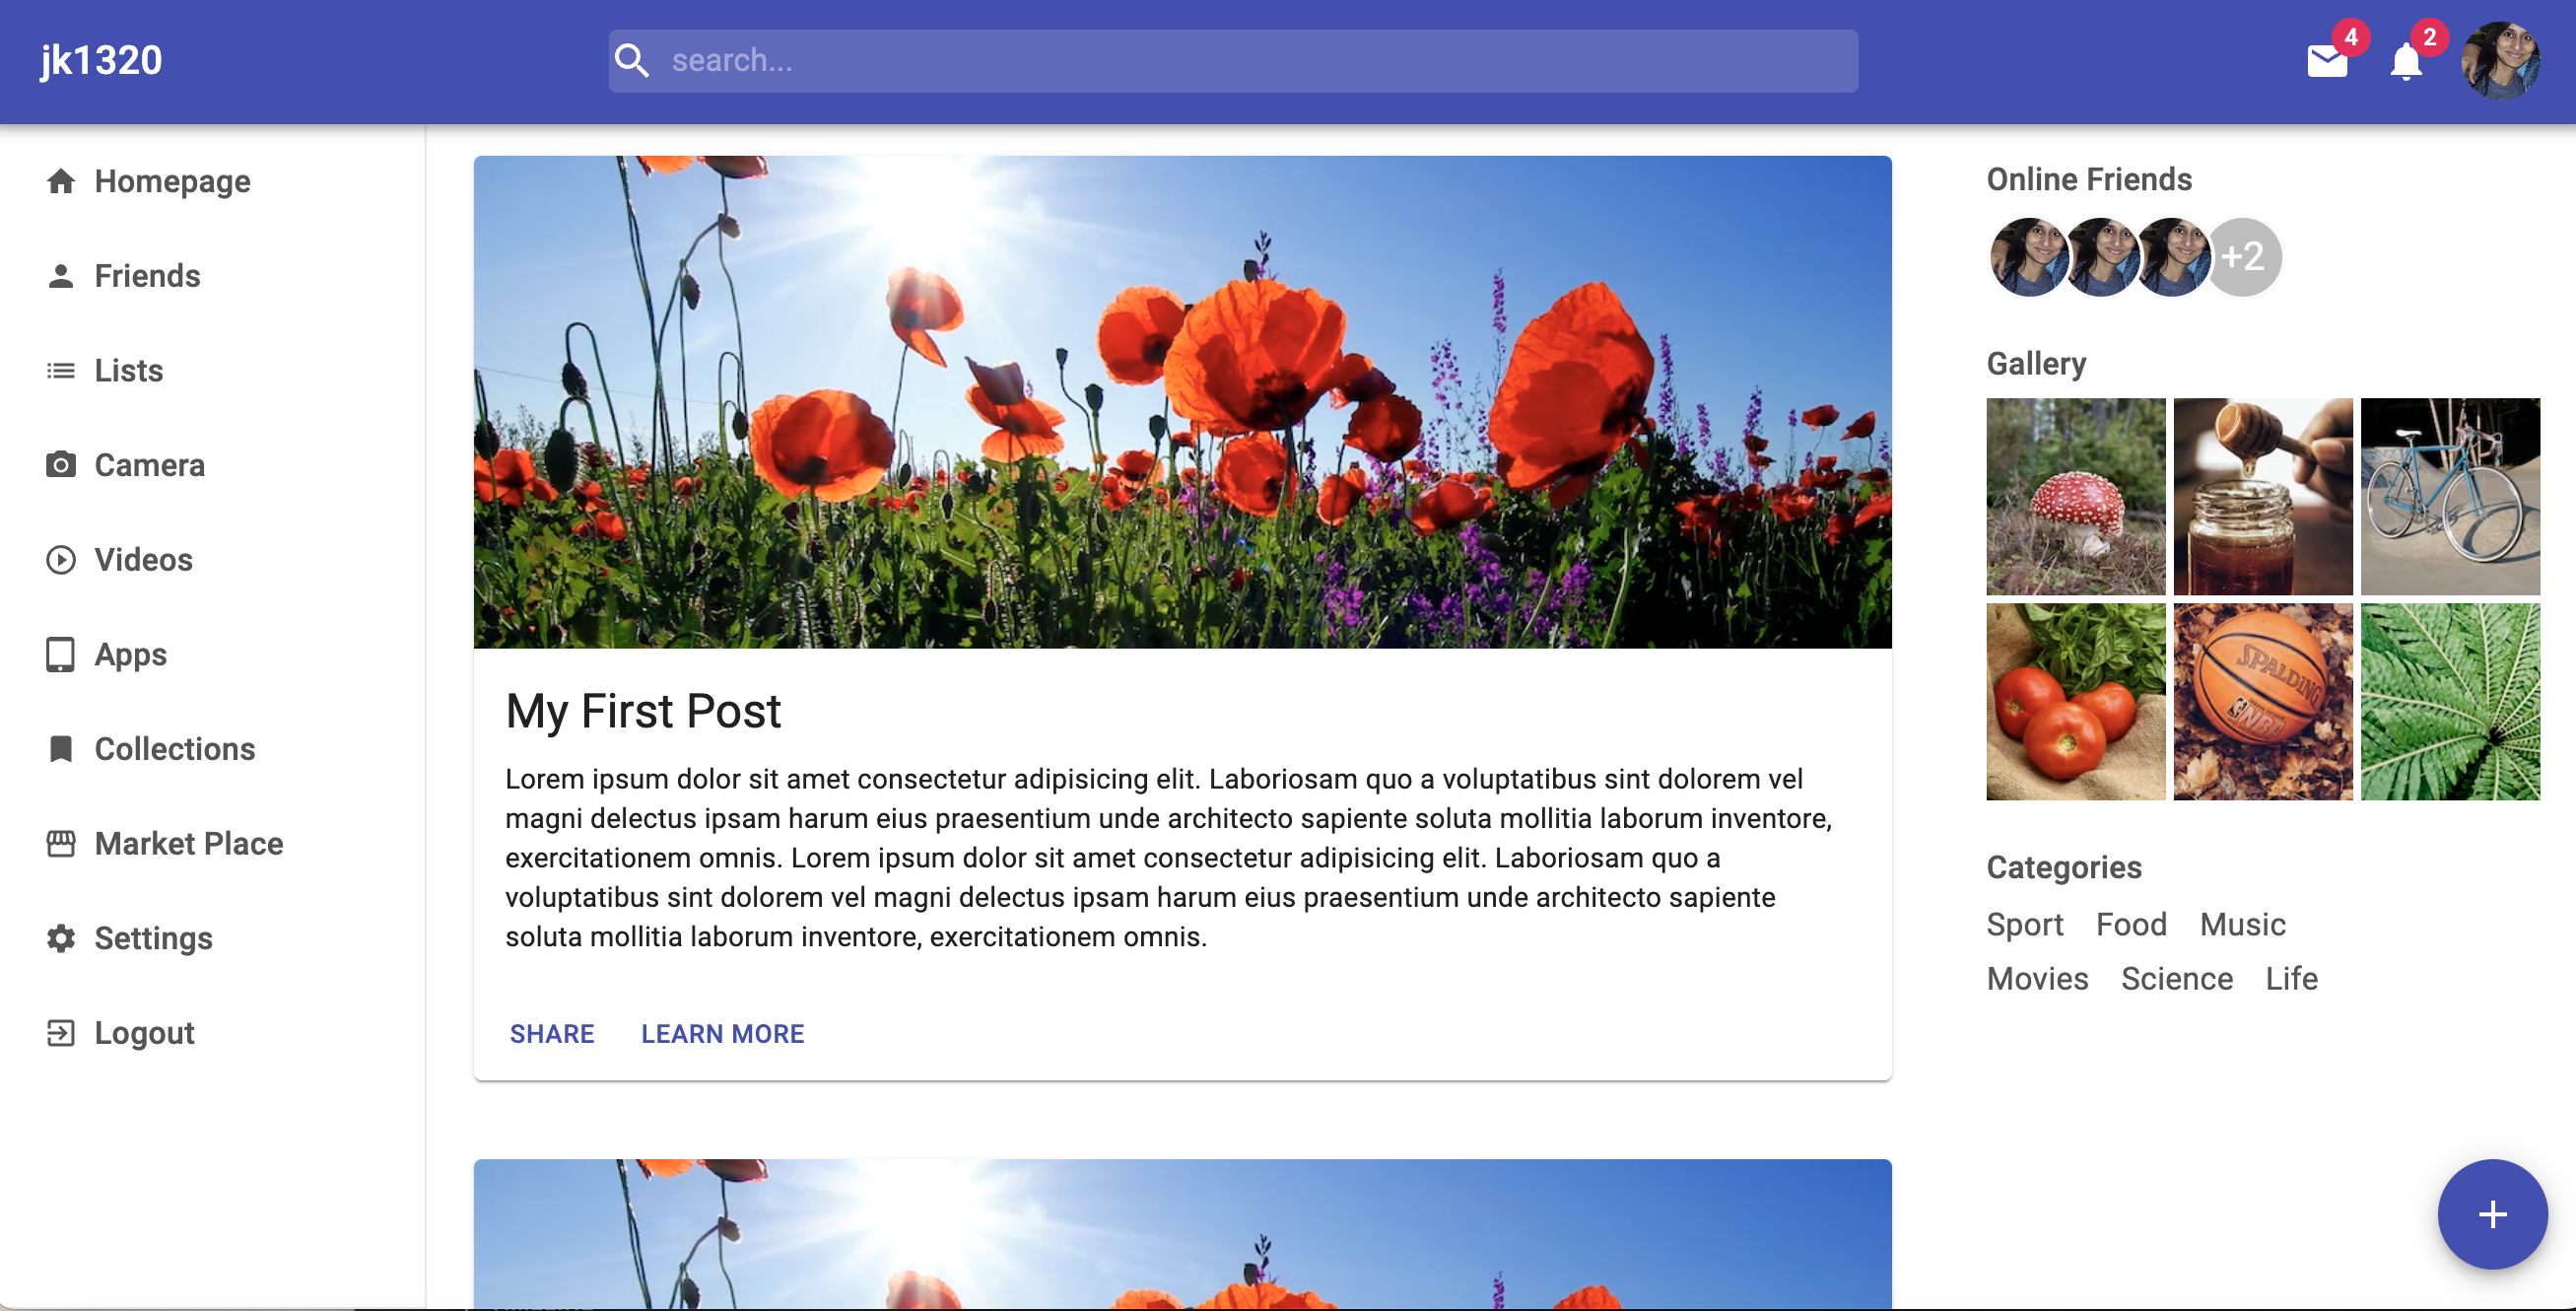 jk1320
search...
4
2
Homepage
Friends
Lists
Camera
Videos
Apps
Collections
Market Place
Settings
Logout
My First Post
Lorem ipsum dolor sit amet consectetur adipisicing elit. Laboriosam quo a voluptatibus sint dolorem vel
magni delectus ipsam harum eius praesentium unde architecto sapiente soluta mollitia laborum inventore,
exercitationem omnis. Lorem ipsum dolor sit amet consectetur adipisicing elit. Laboriosam quo a
voluptatibus sint dolorem vel magni delectus ipsam harum eius praesentium unde architecto sapiente
soluta mollitia laborum inventore, exercitationem omnis.
SHARE LEARN MORE
Online Friends
+2
Gallery
SPALDING
NBA
Categories
Sport Food Music
Movies Science Life
+